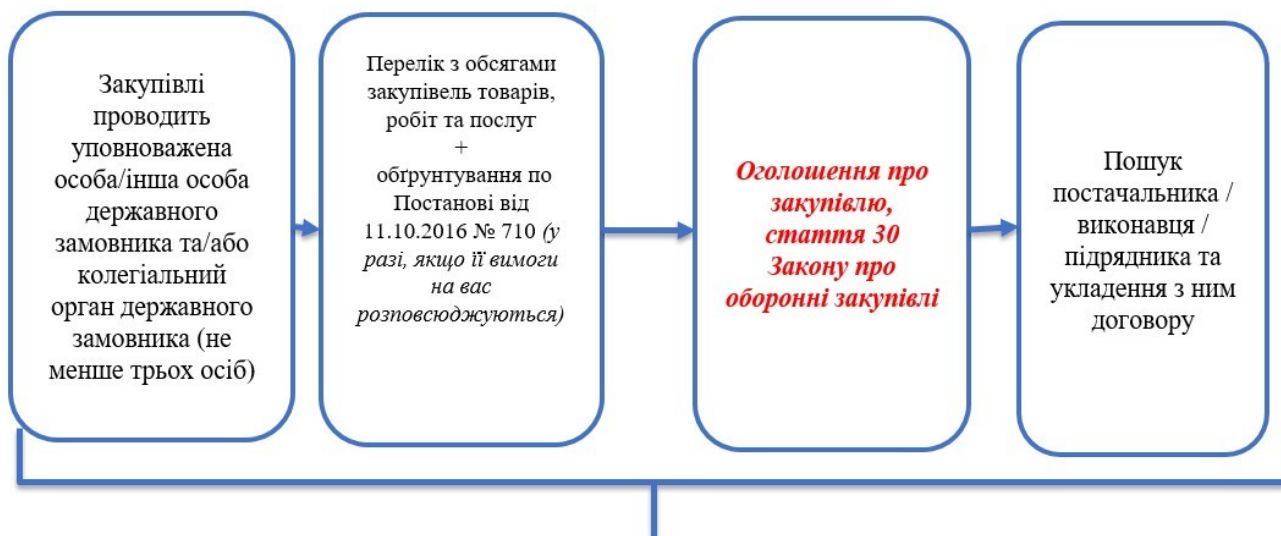 Закупівлі
проводить
уповноважена
особа/інша особа
державного
замовника та/або
колегіальний
орган державного
замовника (не
менше трьох осіб)
Перелік з обсягами
закупівель товарів,
робіт та послуг
+
обґрунтування по
Постанові від
11.10.2016 № 710 (у
разі, якщо її вимоги
на вас
розповсюджуються)
Оголошення про
закупівлю,
стаття 30
Закону про
оборонні закупівлі
Пошук
постачальника /
виконавця /
підрядника та
укладення з ним
договору